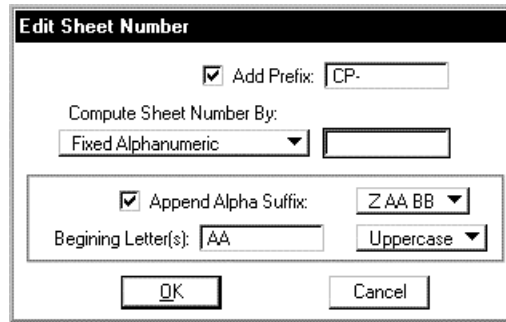 Edit Sheet Number
Add Prefix: CP-
Compute Sheet Number By:
Fixed Alphanumeric
Append Alpha Suffix: Z AA BB
Begining Letter(s): AA Uppercase
OK Cancel